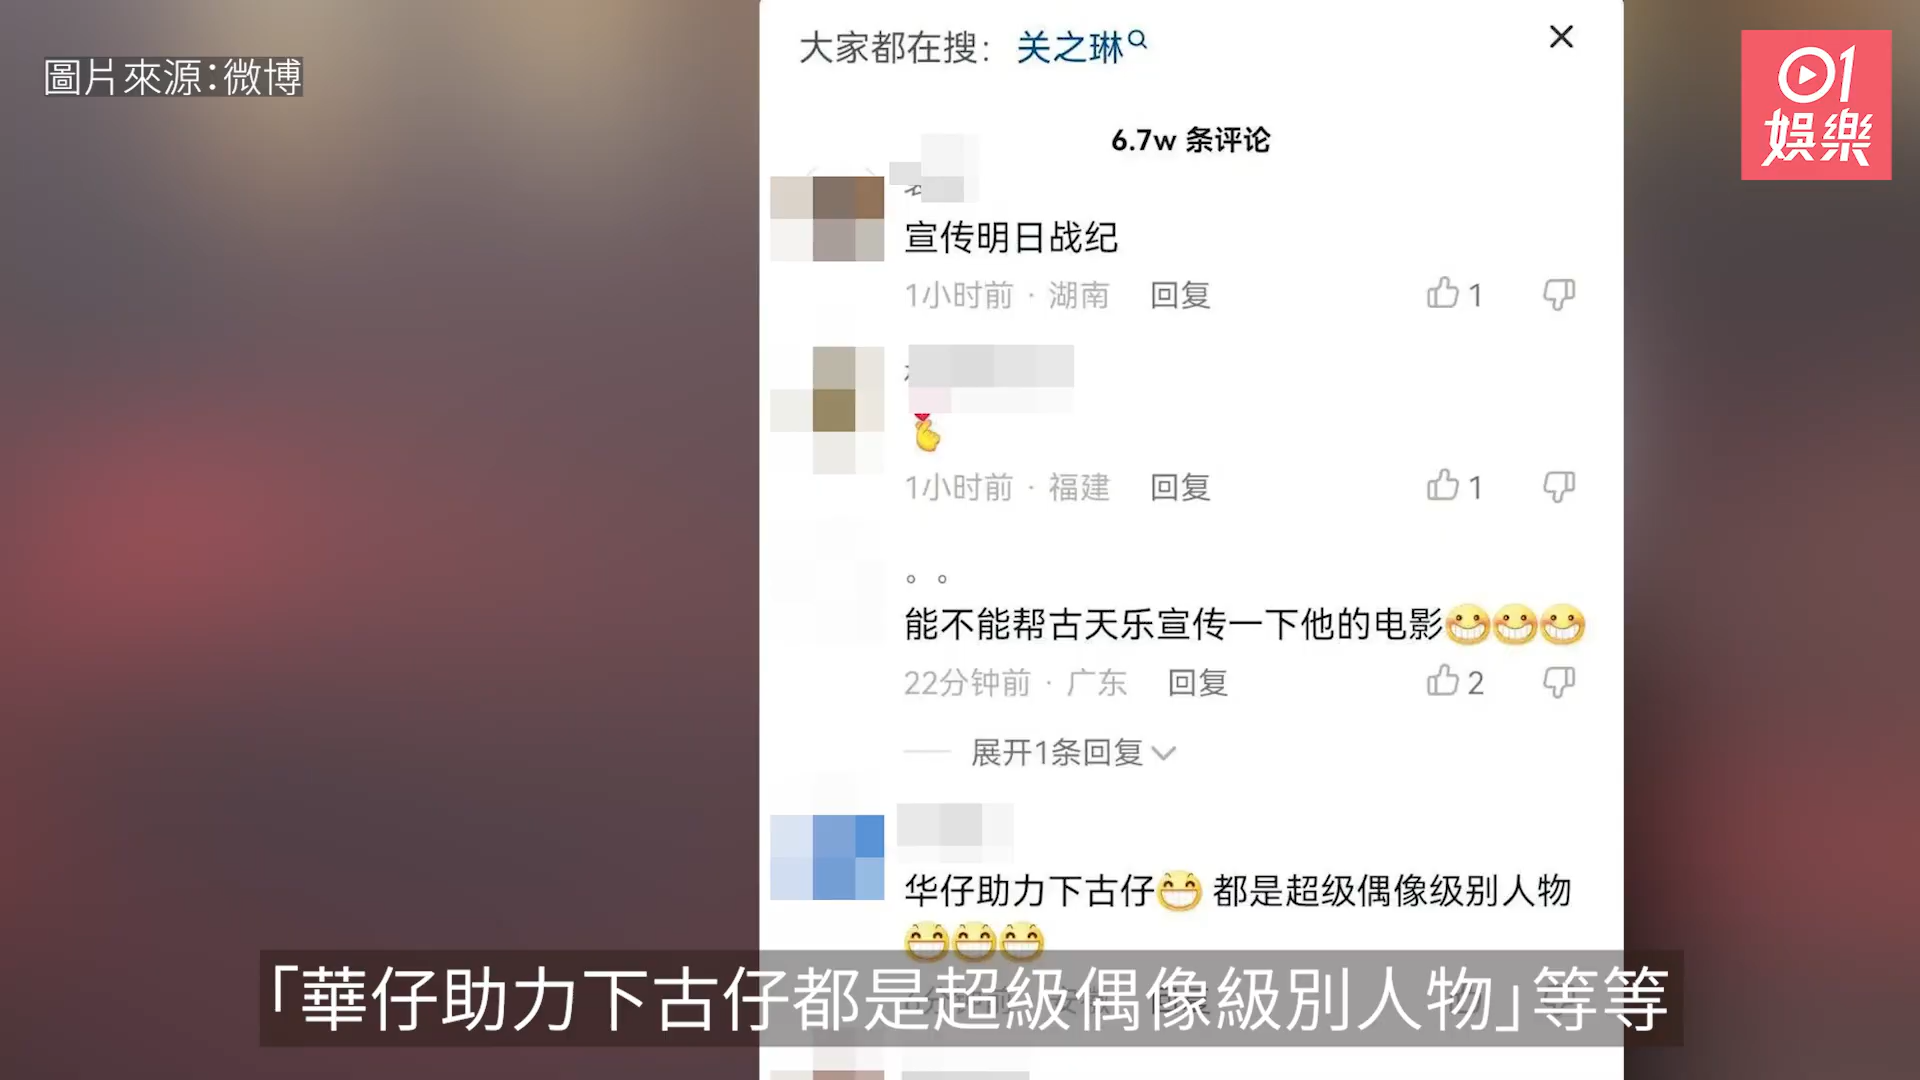 圖片來源：微博
01
娛樂
大家都在搜： 关之琳
6.7w 条评论
宣传明日战纪
1小时前 · 湖南 回复 1
1小时前 · 福建 回复 1
。。
能不能帮古天乐宣传一下他的电影😁😁😁
22分钟前 · 广东 回复 2
展开1条回复
华仔助力下古仔😁 都是超级偶像级别人物
😁😁😁
「華仔助力下古仔都是超級偶像級別人物」等等